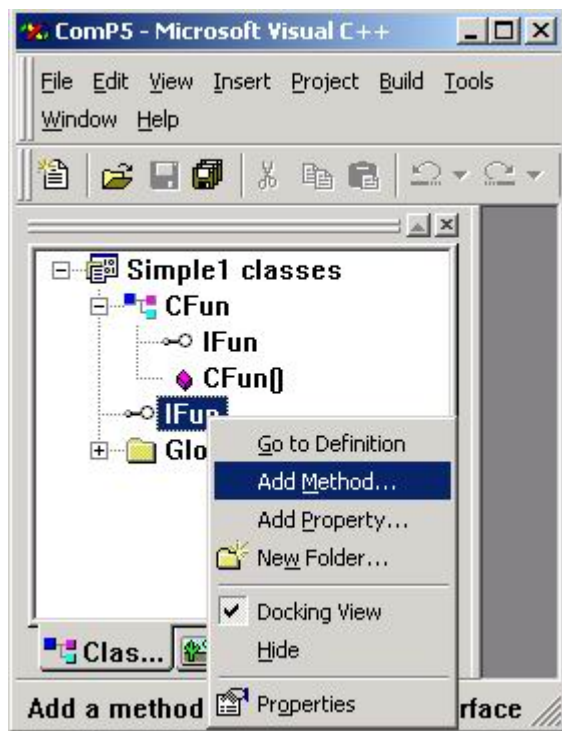 ComP5 - Microsoft Visual C++
File Edit View Insert Project Build Tools
Window Help
Simple1 classes
CFun
IFun
CFun()
IFun
Glo
Go to Definition
Add Method...
Add Property...
New Folder...
Docking View
Hide
Properties
Clas...
Add a method rface